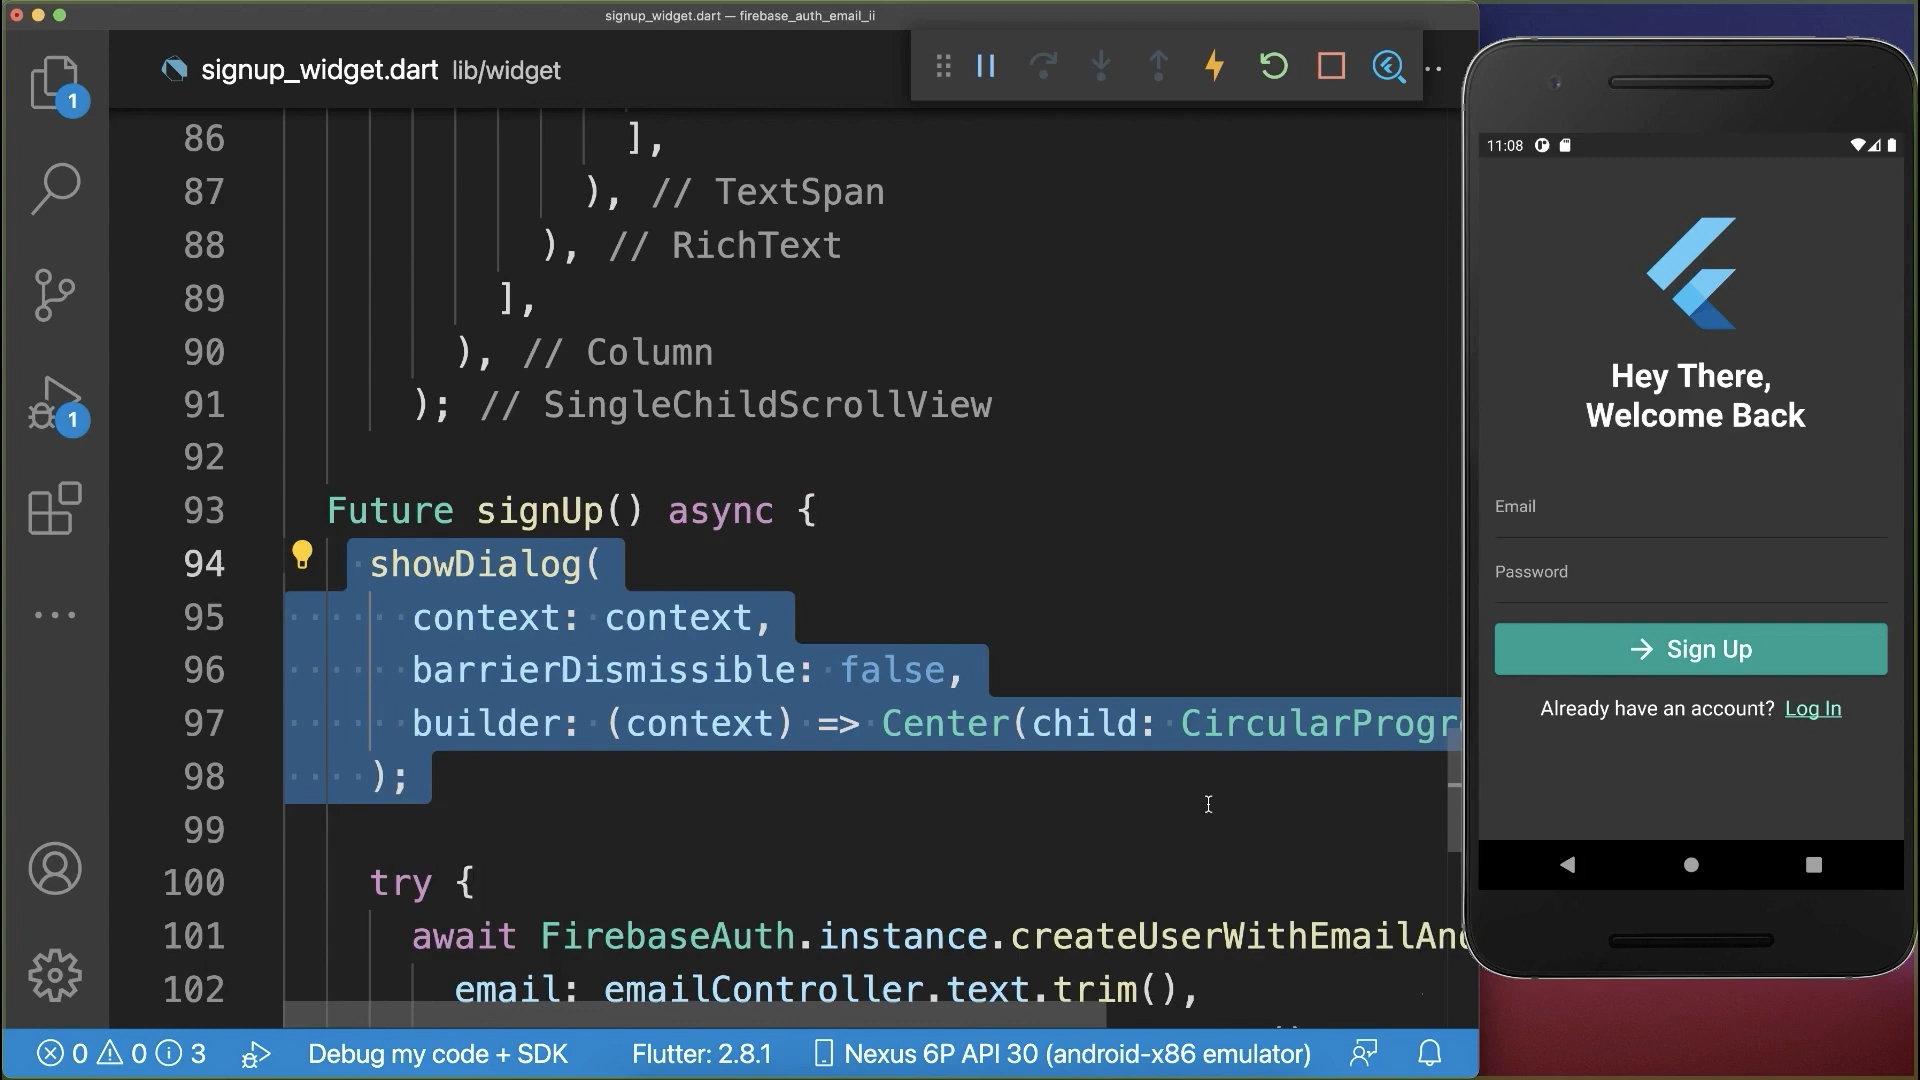 signup_widget.dart — firebase_auth_email_ii
signup_widget.dart lib/widget
1
1
86 ],
87 ), // TextSpan
88 ), // RichText
89 ],
90 ), // Column
91 ); // SingleChildScrollView
92
93 Future signUp() async {
94 showDialog(
95 context: context,
96 barrierDismissible: false,
97 builder: (context) => Center(child: CircularProgr
98 );
99
100 try {
101 await FirebaseAuth.instance.createUserWithEmailAn
102 email: emailController.text.trim(),
0 0 3 Debug my code + SDK Flutter: 2.8.1 Nexus 6P API 30 (android-x86 emulator)
11:08
Hey There,
Welcome Back
Email
Password
Sign Up
Already have an account? Log In